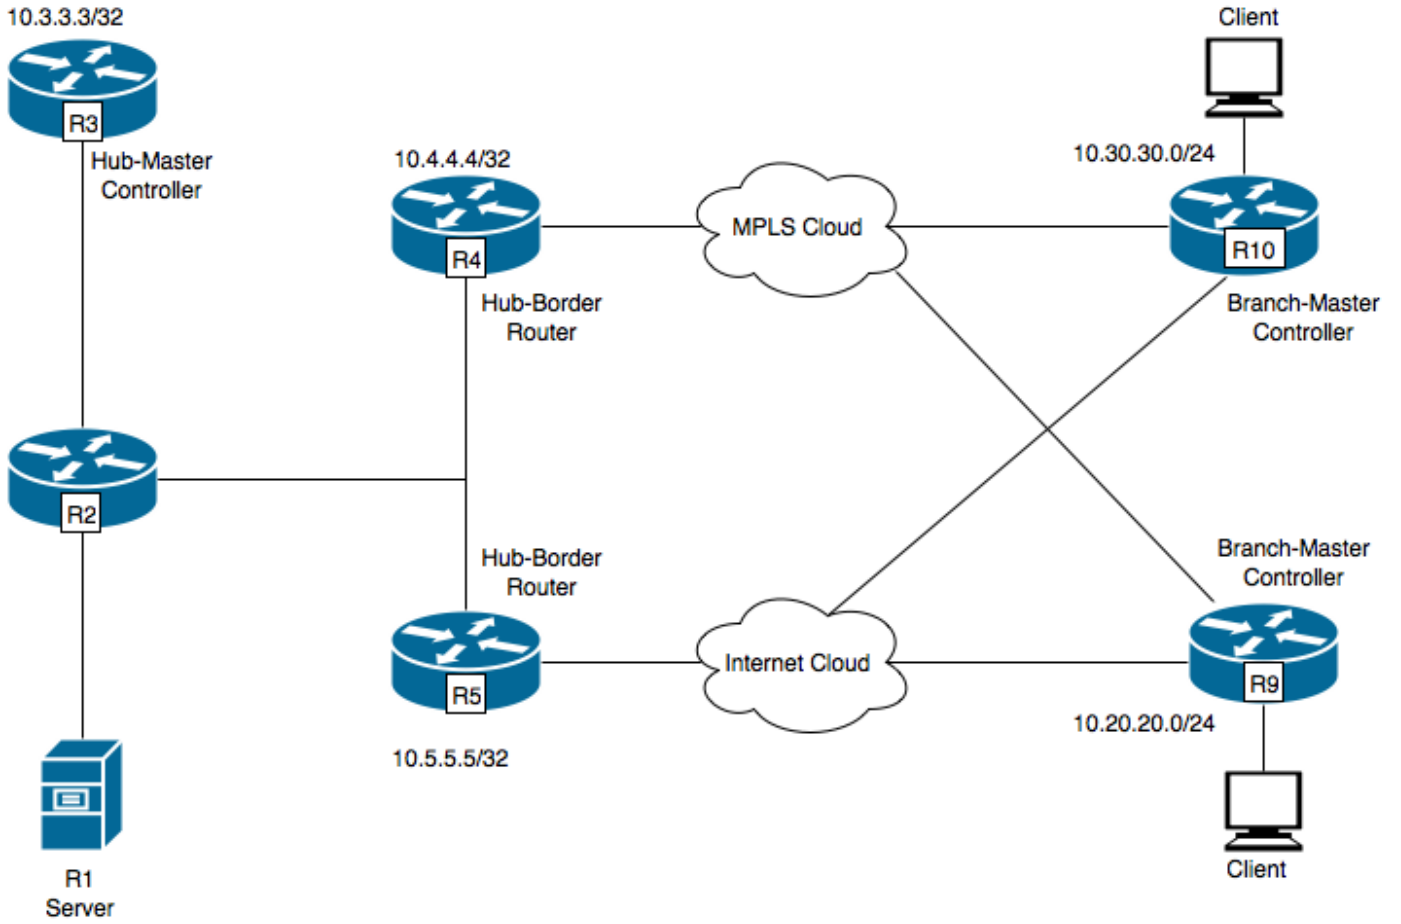 10.3.3.3/32
R3
Hub-Master
Controller
10.4.4.4/32
R4
Hub-Border
Router
MPLS Cloud
Client
10.30.30.0/24
R10
Branch-Master
Controller
R2
Hub-Border
Router
R5
10.5.5.5/32
Internet Cloud
Branch-Master
Controller
R9
10.20.20.0/24
Client
R1
Server